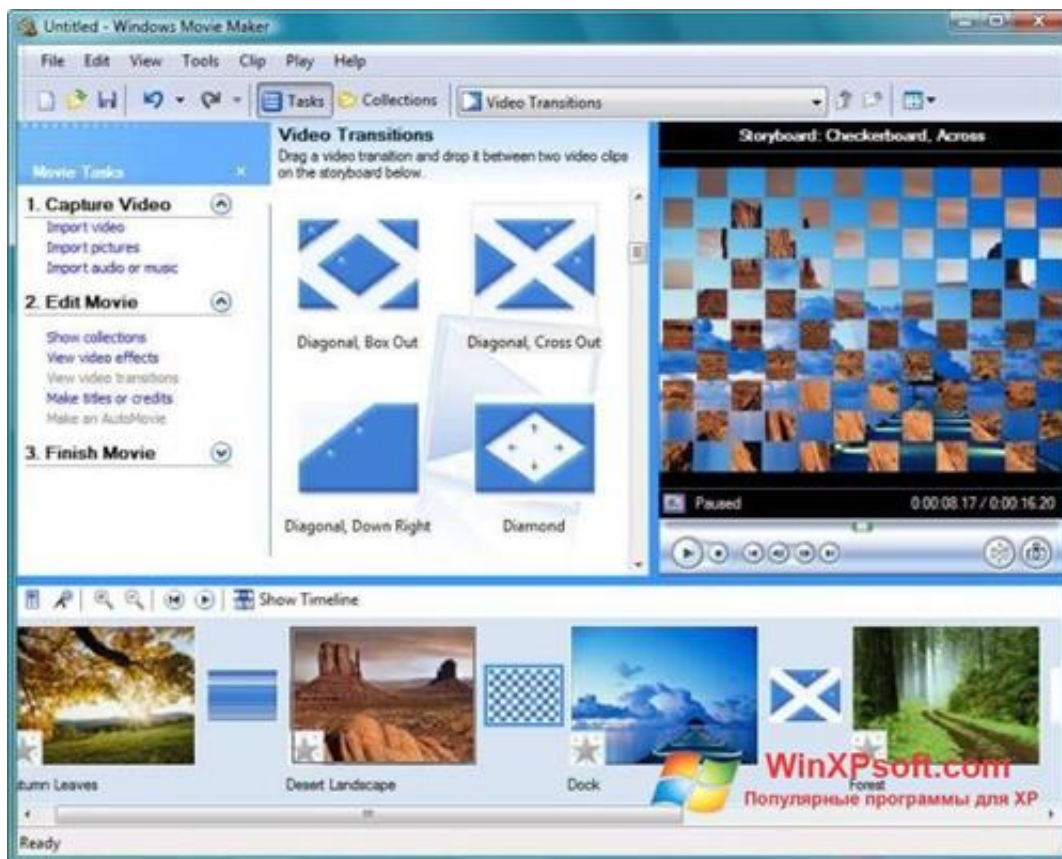 Untitled - Windows Movie Maker
File Edit View Tools Clip Play Help
Tasks Collections Video Transitions
Movie Tasks
1. Capture Video
Import video
Import pictures
Import audio or music
2. Edit Movie
Show collections
View video effects
View video transitions
Make titles or credits
Make an AutoMovie
3. Finish Movie
Video Transitions
Drag a video transition and drop it between two video clips
on the storyboard below.
Diagonal, Box Out
Diagonal, Cross Out
Diagonal, Down Right
Diamond
Storyboard: Checkerboard, Across
Paused 0:00:08.17 / 0:00:16.20
Show Timeline
tumn Leaves
Desert Landscape
Dock
Forest
WinXPsoft.com
Популярные программы для XP
Ready